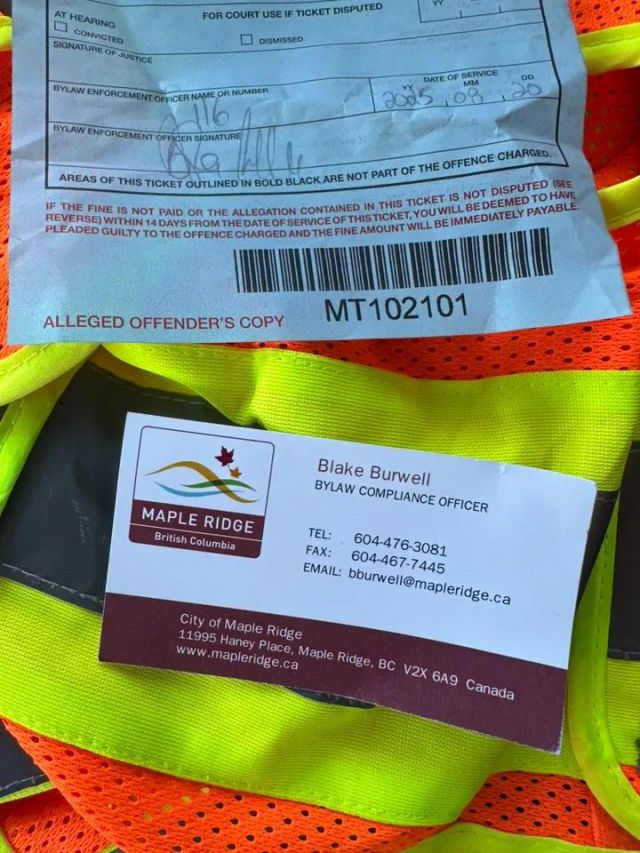 YY
FOR COURT USE IF TICKET DISPUTED
AT HEARING
CONVICTED
DISMISSED
SIGNATURE OF JUSTICE
BYLAW ENFORCEMENT OFFICER NAME OR NUMBER
DATE OF SERVICE
YY MM DD
2025 08 20
BYLAW ENFORCEMENT OFFICER SIGNATURE
AREAS OF THIS TICKET OUTLINED IN BOLD BLACK ARE NOT PART OF THE OFFENCE CHARGED.
IF THE FINE IS NOT PAID OR THE ALLEGATION CONTAINED IN THIS TICKET IS NOT DISPUTED (SEE
REVERSE) WITHIN 14 DAYS FROM THE DATE OF SERVICE OF THIS TICKET, YOU WILL BE DEEMED TO HAVE
PLEADED GUILTY TO THE OFFENCE CHARGED AND THE FINE AMOUNT WILL BE IMMEDIATELY PAYABLE.
ALLEGED OFFENDER'S COPY
MT102101
MAPLE RIDGE
British Columbia
Blake Burwell
BYLAW COMPLIANCE OFFICER
TEL: 604-476-3081
FAX: 604-467-7445
EMAIL: bburwell@mapleridge.ca
City of Maple Ridge
11995 Haney Place, Maple Ridge, BC V2X 6A9 Canada
www.mapleridge.ca